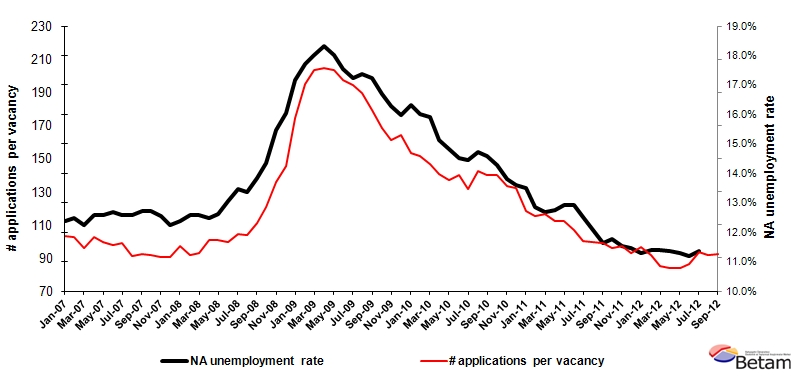 230
210
190
170
150
130
110
90
70
# applications per vacancy
19.0%
18.0%
17.0%
16.0%
15.0%
14.0%
13.0%
12.0%
11.0%
10.0%
NA unemployment rate
Jan-07
Mar-07
May-07
Jul-07
Sep-07
Nov-07
Jan-08
Mar-08
May-08
Jul-08
Sep-08
Nov-08
Jan-09
Mar-09
May-09
Jul-09
Sep-09
Nov-09
Jan-10
Mar-10
May-10
Jul-10
Sep-10
Nov-10
Jan-11
Mar-11
May-11
Jul-11
Sep-11
Nov-11
Jan-12
Mar-12
May-12
Jul-12
Sep-12
NA unemployment rate
# applications per vacancy
Betam